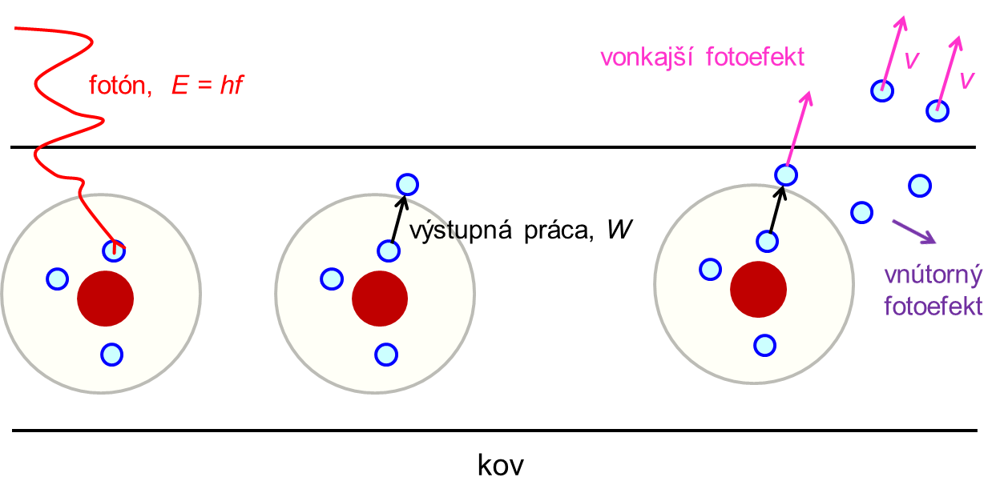 vonkajší fotoefekt
v
v
fotón, E = hf
výstupná práca, W
vnútorný
fotoefekt
kov